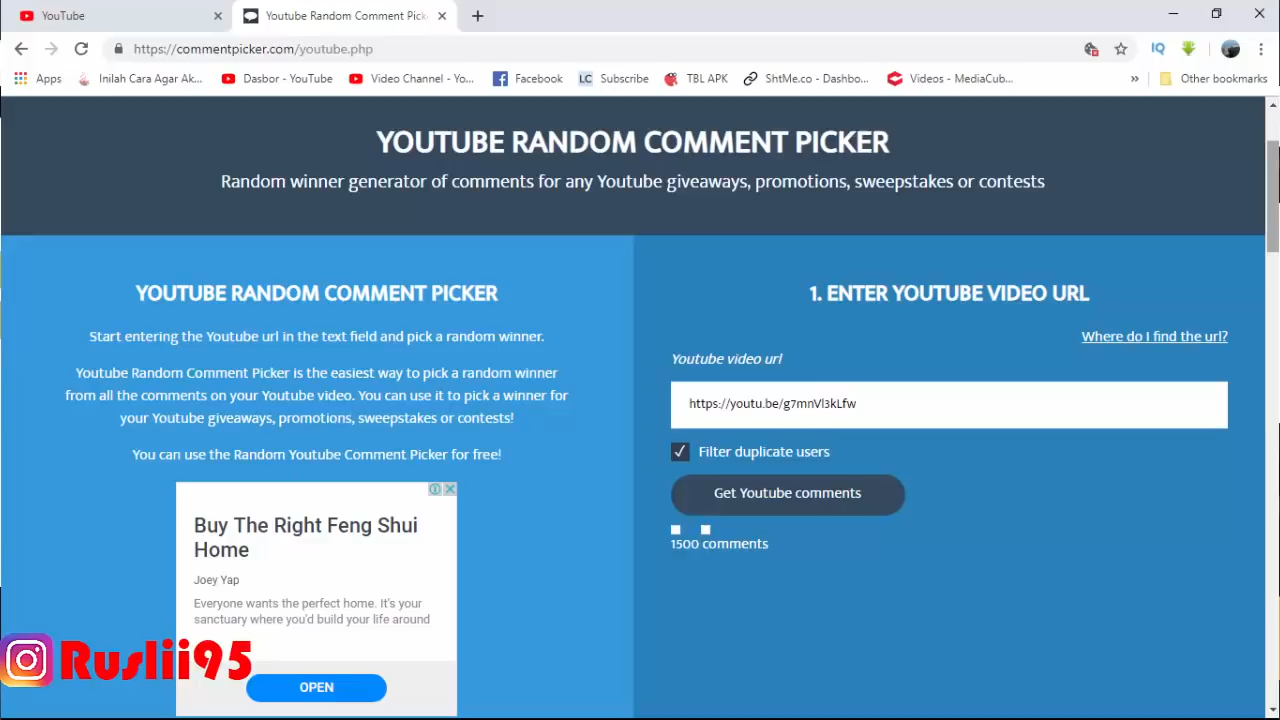 YouTube
Youtube Random Comment Pick
https://commentpicker.com/youtube.php
Apps
Inilah Cara Agar Ak...
Dasbor - YouTube
Video Channel - Yo...
Facebook
LC Subscribe
TBL APK
ShtMe.co - Dashbo...
Videos - MediaCub...
»
Other bookmarks
IQ
YOUTUBE RANDOM COMMENT PICKER
Random winner generator of comments for any Youtube giveaways, promotions, sweepstakes or contests
YOUTUBE RANDOM COMMENT PICKER
Start entering the Youtube url in the text field and pick a random winner.
Youtube Random Comment Picker is the easiest way to pick a random winner
from all the comments on your Youtube video. You can use it to pick a winner for
your Youtube giveaways, promotions, sweepstakes or contests!
You can use the Random Youtube Comment Picker for free!
Buy The Right Feng Shui
Home
Joey Yap
Everyone wants the perfect home. It's your
sanctuary where you'd build your life around
OPEN
Ruslii95
1. ENTER YOUTUBE VIDEO URL
Where do I find the url?
Youtube video url
https://youtu.be/g7mnVl3kLfw
Filter duplicate users
Get Youtube comments
1500 comments